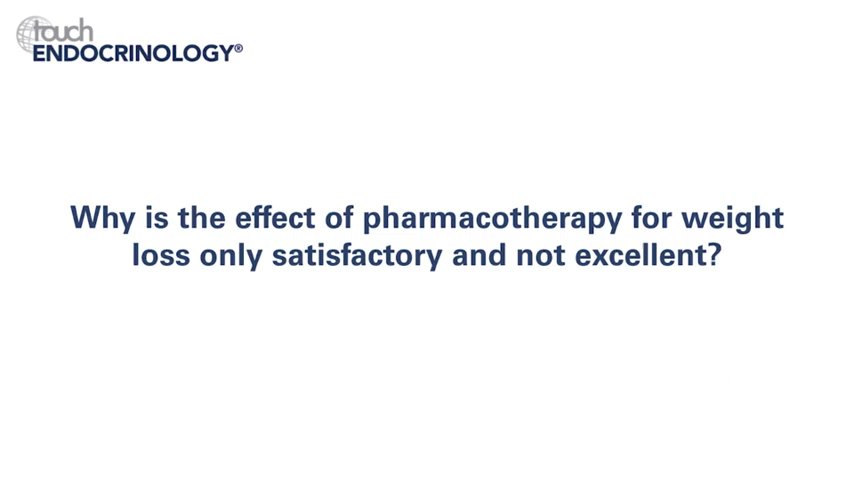 touch
ENDOCRINOLOGY®
Why is the effect of pharmacotherapy for weight
loss only satisfactory and not excellent?